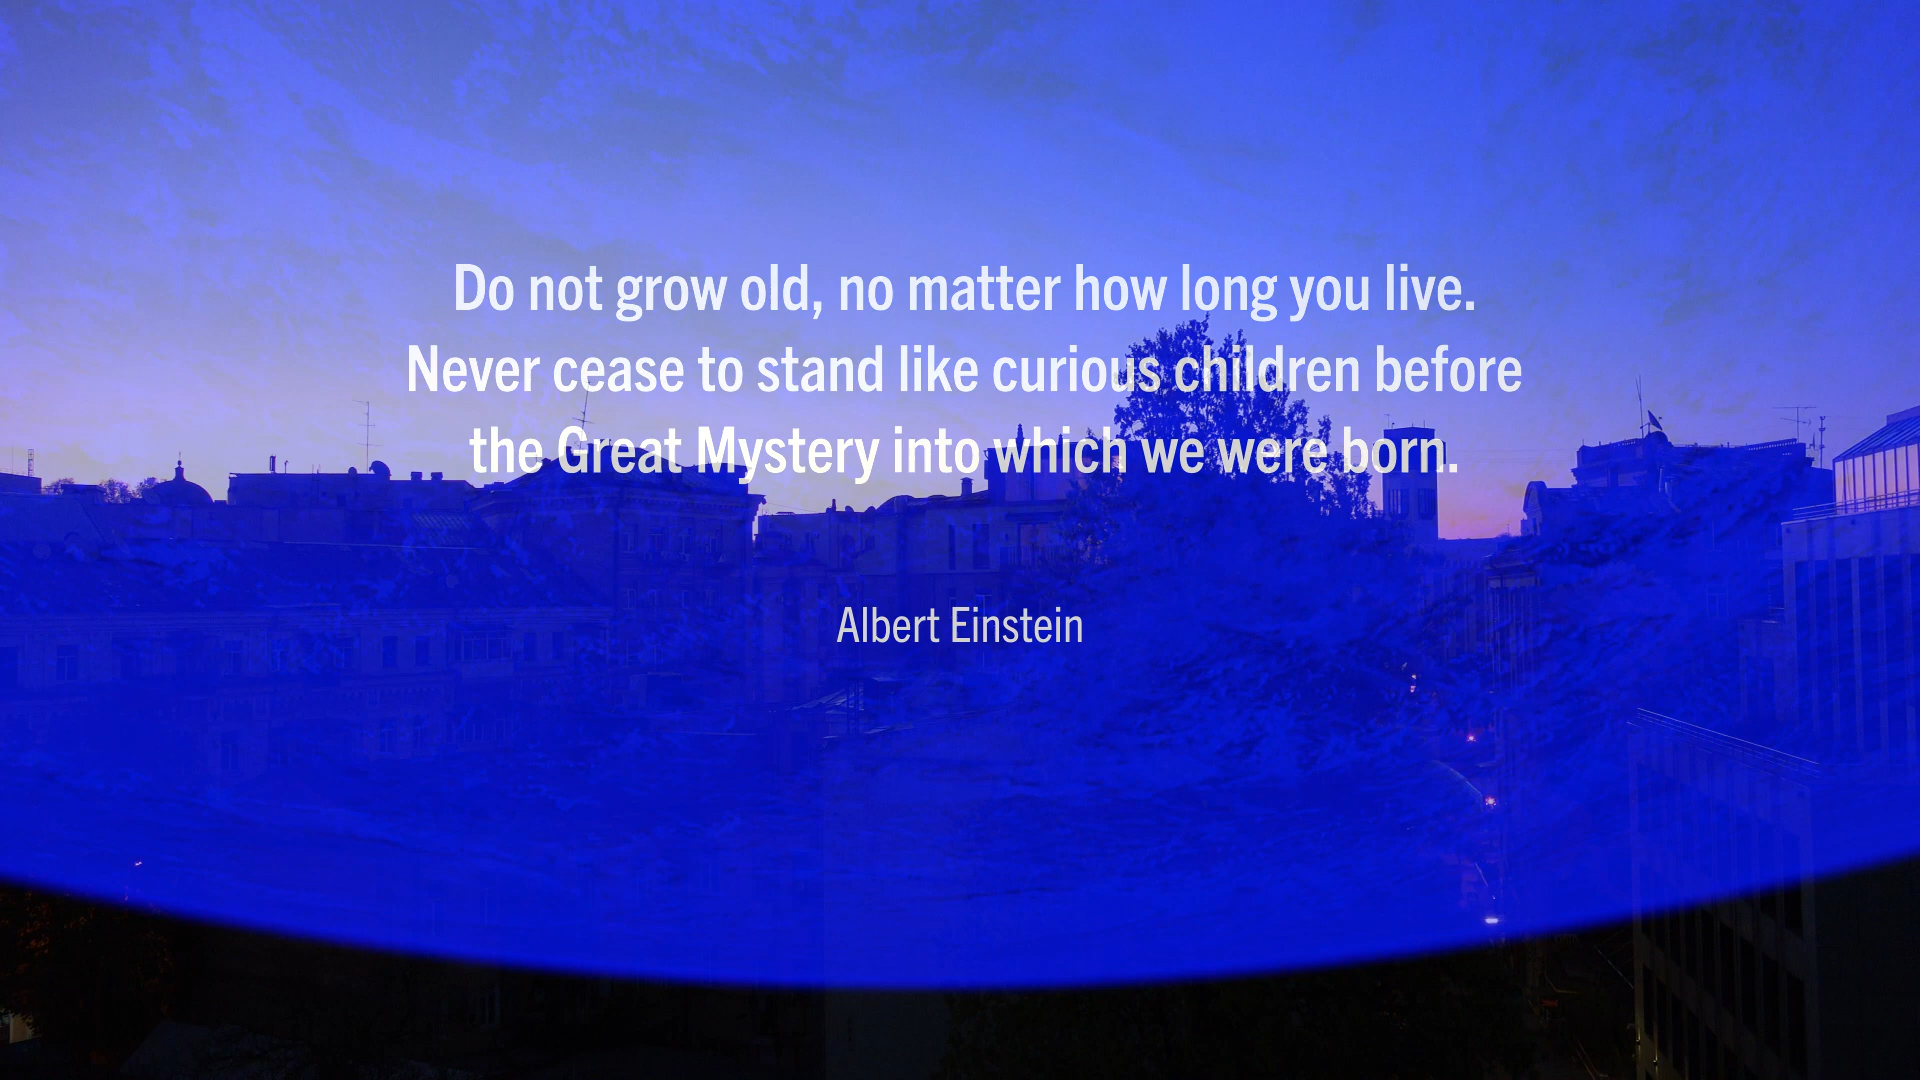 Do not grow old, no matter how long you live.
Never cease to stand like curious children before
the Great Mystery into which we were born.
Albert Einstein